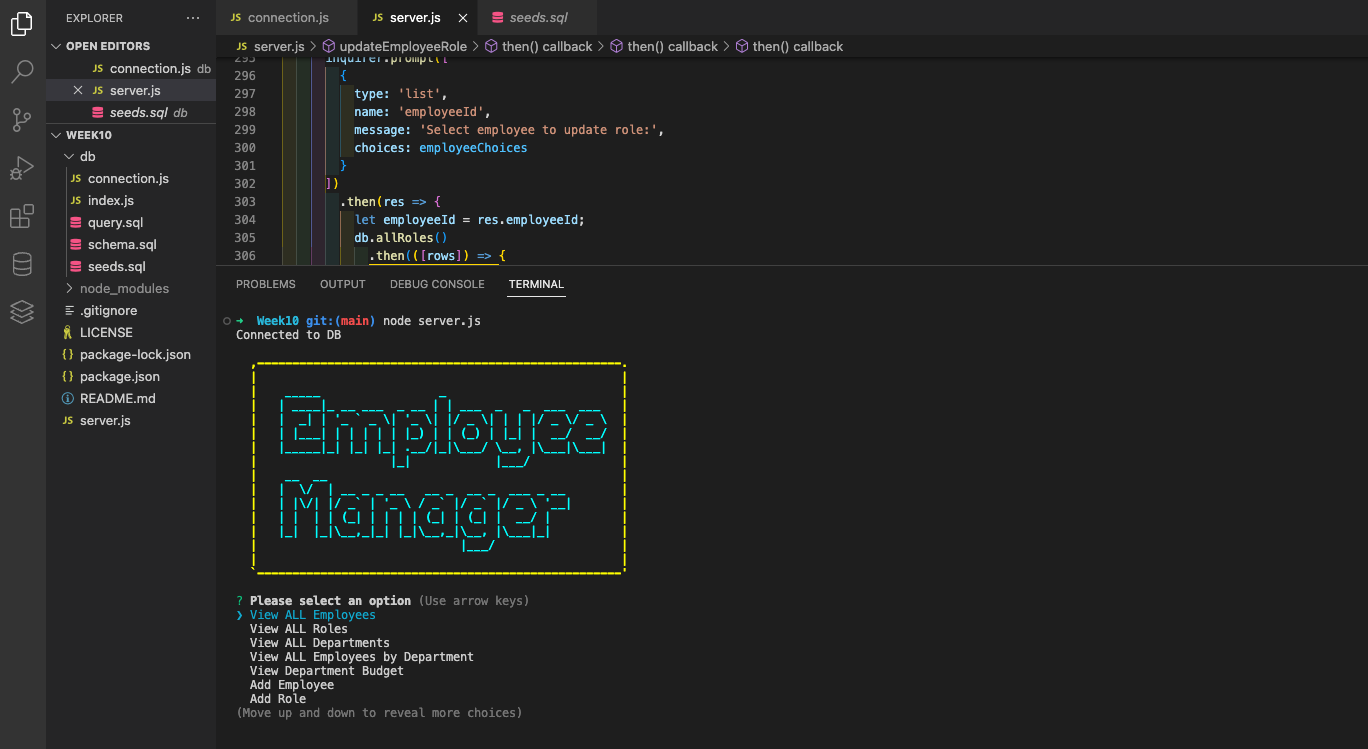 EXPLORER
OPEN EDITORS
JS connection.js db
JS server.js
seeds.sql db
WEEK10
db
JS connection.js
JS index.js
query.sql
schema.sql
seeds.sql
node_modules
.gitignore
LICENSE
{} package-lock.json
{} package.json
README.md
JS server.js
JS connection.js
JS server.js
seeds.sql
JS server.js > updateEmployeeRole > then() callback > then() callback > then() callback
295 inquirer.prompt([
296 {
297 type: 'list',
298 name: 'employeeId',
299 message: 'Select employee to update role:',
300 choices: employeeChoices
301 }
302 ])
303 .then(res => {
304 let employeeId = res.employeeId;
305 db.allRoles()
306 .then(([rows]) => {
PROBLEMS OUTPUT DEBUG CONSOLE TERMINAL
➜ Week10 git:(main) node server.js
Connected to DB
Employee
Manager
? Please select an option (Use arrow keys)
❯ View ALL Employees
View ALL Roles
View ALL Departments
View ALL Employees by Department
View Department Budget
Add Employee
Add Role
(Move up and down to reveal more choices)